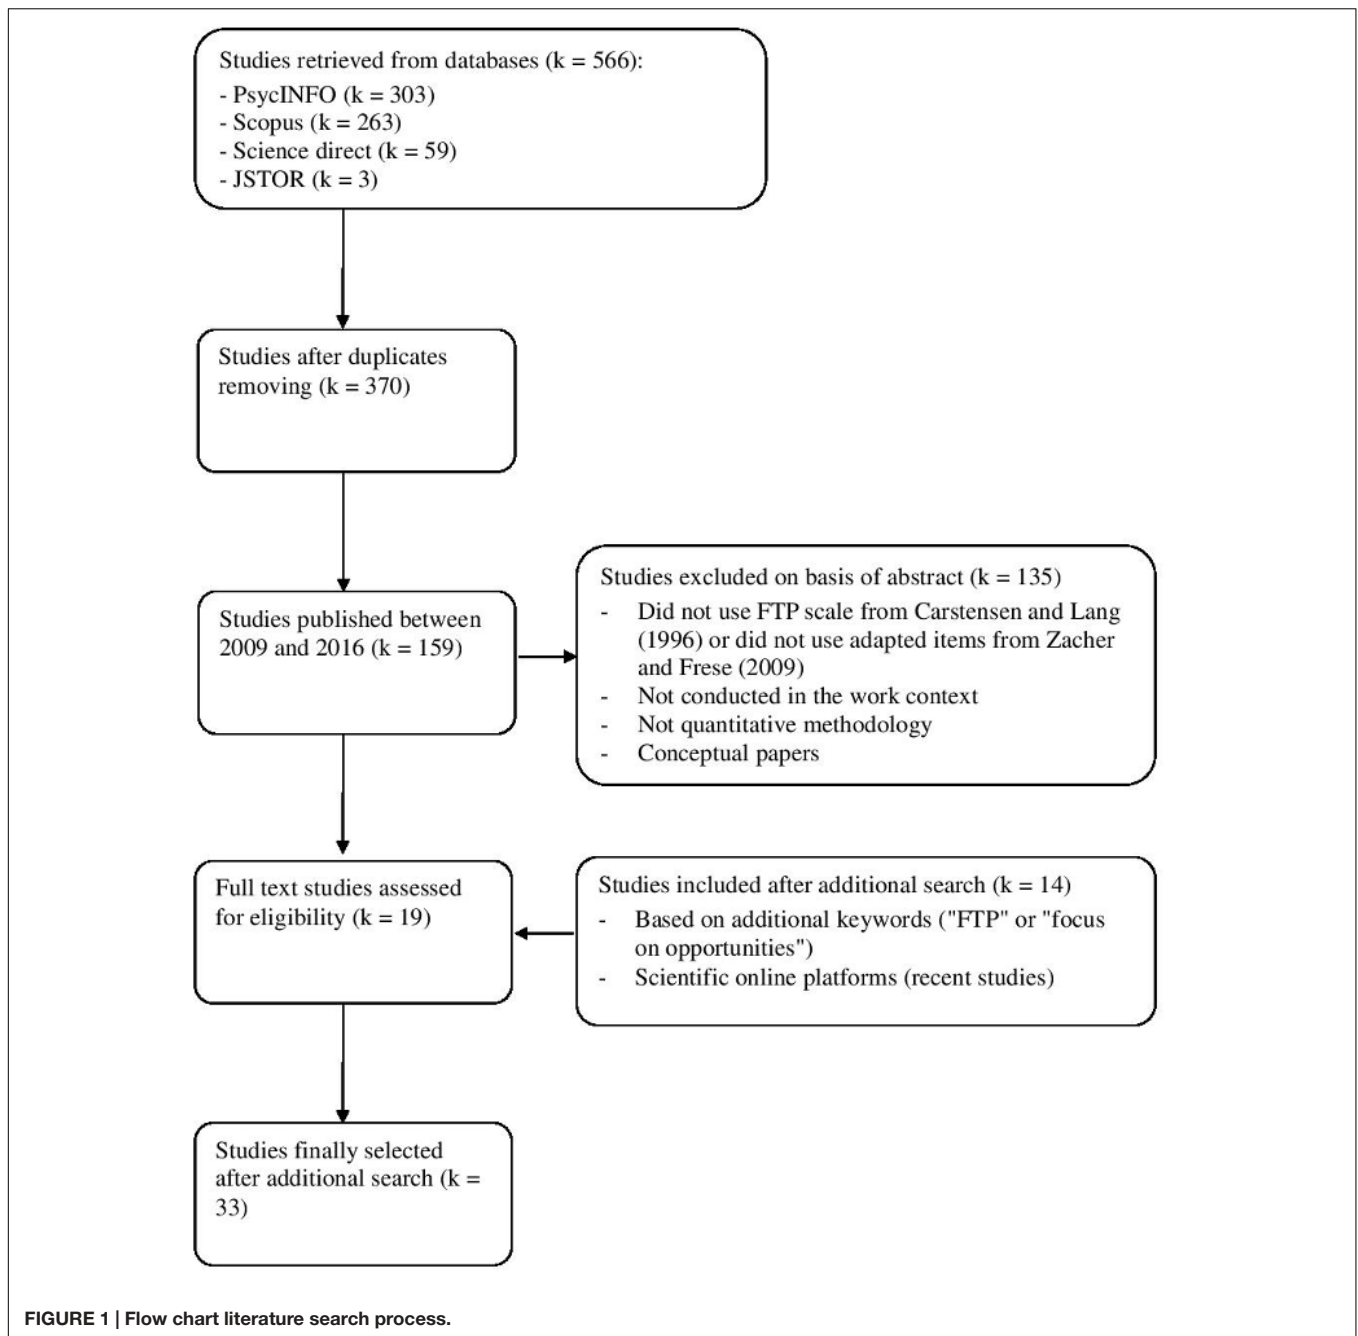 Studies retrieved from databases (k = 566):
- PsycINFO (k = 303)
- Scopus (k = 263)
- Science direct (k = 59)
- JSTOR (k = 3)
Studies after duplicates
removing (k = 370)
Studies published between
2009 and 2016 (k = 159)
Studies excluded on basis of abstract (k = 135)
- Did not use FTP scale from Carstensen and Lang
(1996) or did not use adapted items from Zacher
and Frese (2009)
- Not conducted in the work context
- Not quantitative methodology
- Conceptual papers
Full text studies assessed
for eligibility (k = 19)
Studies included after additional search (k = 14)
- Based on additional keywords ("FTP" or "focus
on opportunities")
- Scientific online platforms (recent studies)
Studies finally selected
after additional search (k =
33)
FIGURE 1 | Flow chart literature search process.